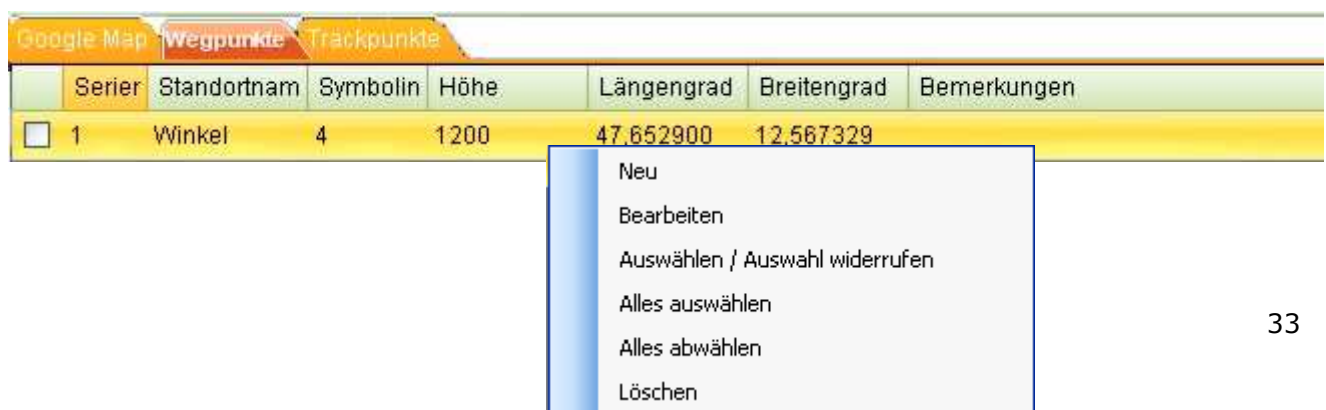 Google Map Wegpunkte Trackpunkte
Serier Standortnam Symbolin Höhe Längengrad Breitengrad Bemerkungen
1 Winkel 4 1200 47,652900 12,567329
Neu
Bearbeiten
Auswählen / Auswahl widerrufen
Alles auswählen
33
Alles abwählen
Löschen